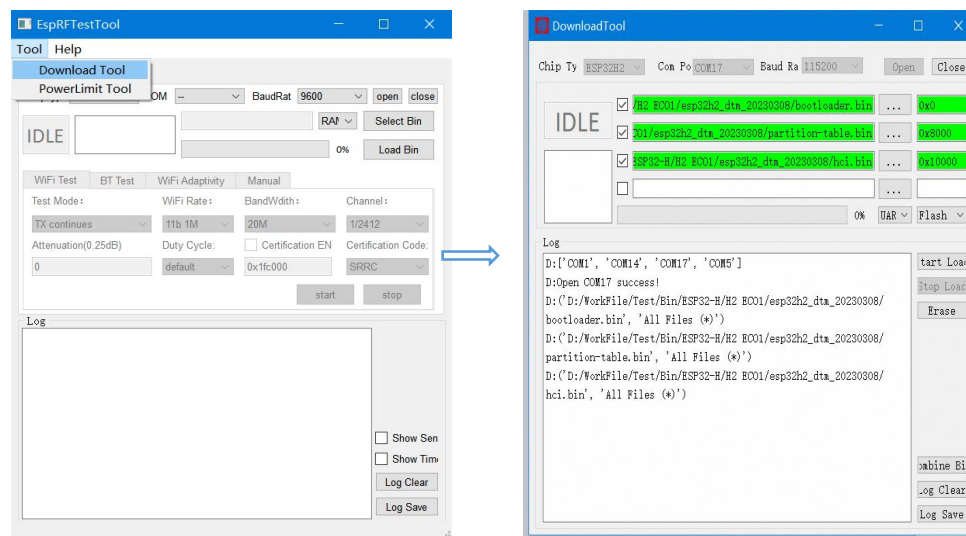 EspRFTestTool
Tool Help
Download Tool
PowerLimit Tool
OM -- BaudRat 9600 open close
IDLE
RAM Select Bin
0% Load Bin
WiFi Test BT Test WiFi Adaptivity Manual
Test Mode: WiFi Rate: BandWdith: Channel:
TX continues 11b 1M 20M 1/2412
Attenuation(0.25dB) Duty Cycle: Certification EN Certification Code:
0 default 0x1fc000 SRRC
start stop
Log
Show Sen
Show Tim
Log Clear
Log Save
DownloadTool
Chip Ty ESP32H2 Com Po COM17 Baud Ra 115200 Open Close
IDLE
/H2 ECO1/esp32h2_dtm_20230308/bootloader.bin ... 0x0
CO1/esp32h2_dtm_20230308/partition-table.bin ... 0x8000
ESP32-H/H2 ECO1/esp32h2_dtm_20230308/hci.bin ... 0x10000
...
0% UAR Flash
Log
D:['COM1', 'COM14', 'COM17', 'COM5']
D:Open COM17 success!
D:('D:/WorkFile/Test/Bin/ESP32-H/H2 ECO1/esp32h2_dtm_20230308/
bootloader.bin', 'All Files (*)')
D:('D:/WorkFile/Test/Bin/ESP32-H/H2 ECO1/esp32h2_dtm_20230308/
partition-table.bin', 'All Files (*)')
D:('D:/WorkFile/Test/Bin/ESP32-H/H2 ECO1/esp32h2_dtm_20230308/
hci.bin', 'All Files (*)')
tart Load
Stop Load
Erase
ombine Bi
Log Clear
Log Save